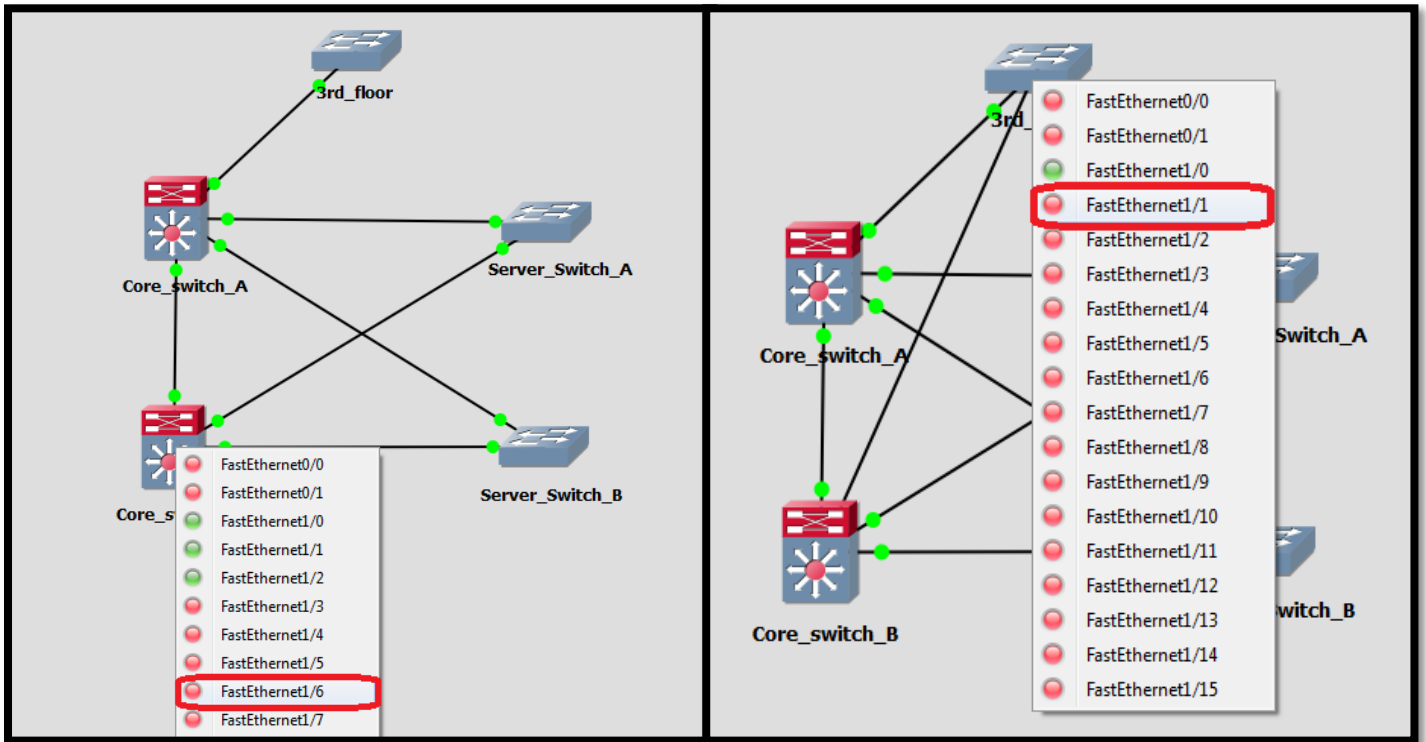 3rd_floor
Core_switch_A
Server_Switch_A
Server_Switch_B
Core_s
FastEthernet0/0
FastEthernet0/1
FastEthernet1/0
FastEthernet1/1
FastEthernet1/2
FastEthernet1/3
FastEthernet1/4
FastEthernet1/5
FastEthernet1/6
FastEthernet1/7
3rd_
Core_switch_A
Switch_A
Core_switch_B
witch_B
FastEthernet0/0
FastEthernet0/1
FastEthernet1/0
FastEthernet1/1
FastEthernet1/2
FastEthernet1/3
FastEthernet1/4
FastEthernet1/5
FastEthernet1/6
FastEthernet1/7
FastEthernet1/8
FastEthernet1/9
FastEthernet1/10
FastEthernet1/11
FastEthernet1/12
FastEthernet1/13
FastEthernet1/14
FastEthernet1/15